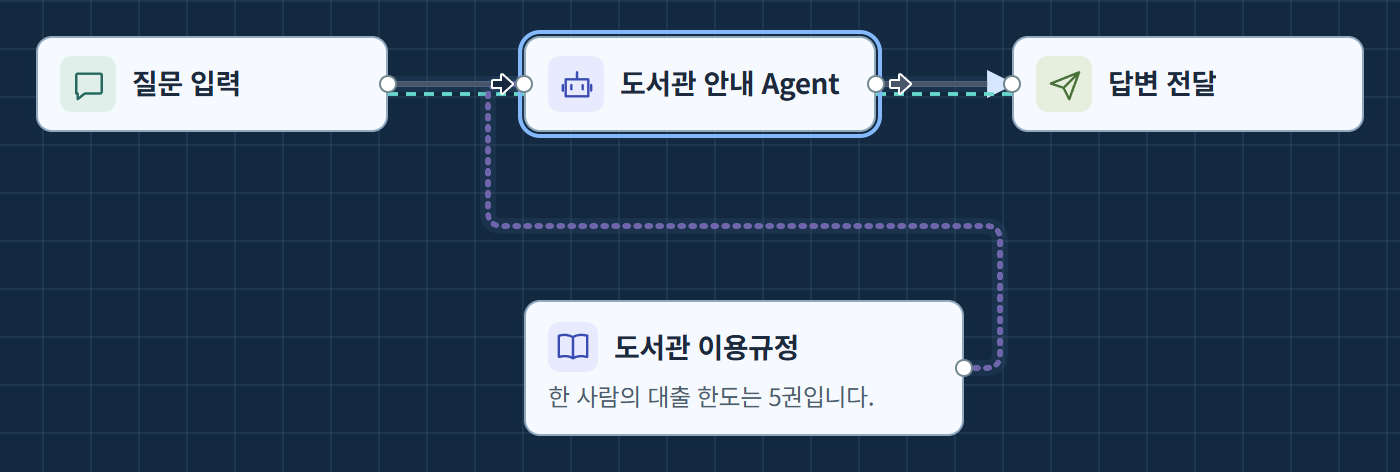 질문 입력
도서관 안내 Agent
답변 전달
도서관 이용규정
한 사람의 대출 한도는 5권입니다.